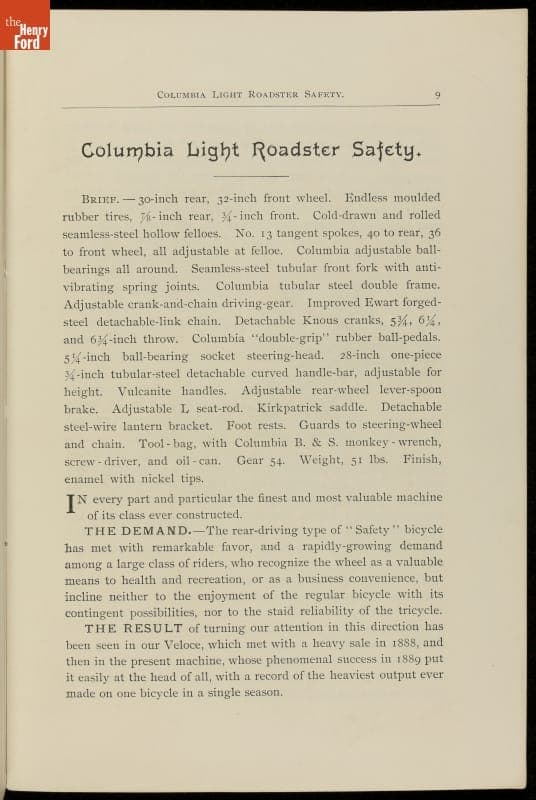 the
Henry
Ford
Columbia Light Roadster Safety. 9
Columbia Light Roadster Safety.
Brief. — 30-inch rear, 32-inch front wheel. Endless moulded
rubber tires, ⅞-inch rear, ¾-inch front. Cold-drawn and rolled
seamless-steel hollow felloes. No. 13 tangent spokes, 40 to rear, 36
to front wheel, all adjustable at felloe. Columbia adjustable ball-
bearings all around. Seamless-steel tubular front fork with anti-
vibrating spring joints. Columbia tubular steel double frame.
Adjustable crank-and-chain driving-gear. Improved Ewart forged-
steel detachable-link chain. Detachable Knous cranks, 5¾, 6¼,
and 6¾-inch throw. Columbia "double-grip" rubber ball-pedals.
5¼-inch ball-bearing socket steering-head. 28-inch one-piece
¾-inch tubular-steel detachable curved handle-bar, adjustable for
height. Vulcanite handles. Adjustable rear-wheel lever-spoon
brake. Adjustable L seat-rod. Kirkpatrick saddle. Detachable
steel-wire lantern bracket. Foot rests. Guards to steering-wheel
and chain. Tool-bag, with Columbia B. & S. monkey-wrench,
screw-driver, and oil-can. Gear 54. Weight, 51 lbs. Finish,
enamel with nickel tips.
IN every part and particular the finest and most valuable machine
of its class ever constructed.
THE DEMAND.—The rear-driving type of "Safety" bicycle
has met with remarkable favor, and a rapidly-growing demand
among a large class of riders, who recognize the wheel as a valuable
means to health and recreation, or as a business convenience, but
incline neither to the enjoyment of the regular bicycle with its
contingent possibilities, nor to the staid reliability of the tricycle.
THE RESULT of turning our attention in this direction has
been seen in our Veloce, which met with a heavy sale in 1888, and
then in the present machine, whose phenomenal success in 1889 put
it easily at the head of all, with a record of the heaviest output ever
made on one bicycle in a single season.